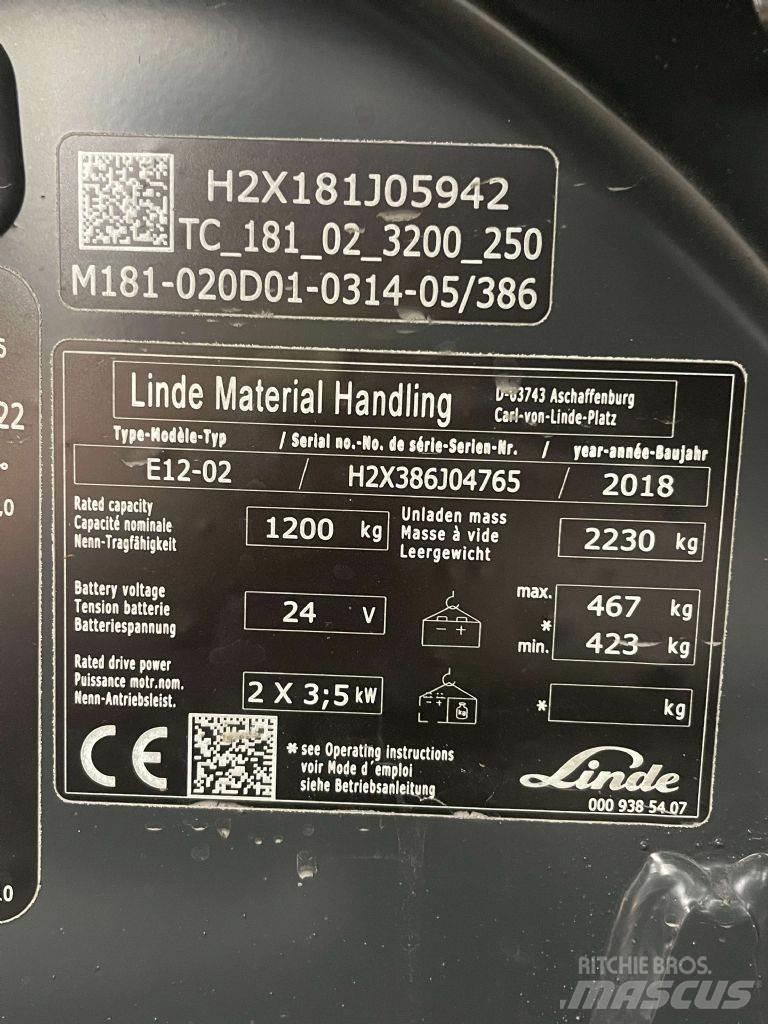 H2X181J05942
TC_181_02_3200_250
M181-020D01-0314-05/386
22
Linde Material Handling
D-63743 Aschaffenburg
Carl-von-Linde-Platz
Type-Modèle-Typ / Serial no.-No. de série-Serien-Nr. / year-année-Baujahr
E12-02 / H2X386J04765 / 2018
Rated capacity
Capacité nominale
Nenn-Tragfähigkeit
1200 kg
Unladen mass
Masse à vide
Leergewicht
2230 kg
Battery voltage
Tension batterie
Batteriespannung
24 V
- +
max. 467 kg
*
min. 423 kg
Rated drive power
Puissance motr.nom.
Nenn-Antriebsleist.
2 X 3;5 kW
- +
kg
* kg
CE
* see Operating instructions
voir Mode d'emploi
siehe Betriebsanleitung
Linde
000 938 54 07
RITCHIE BROS.
MASCUS